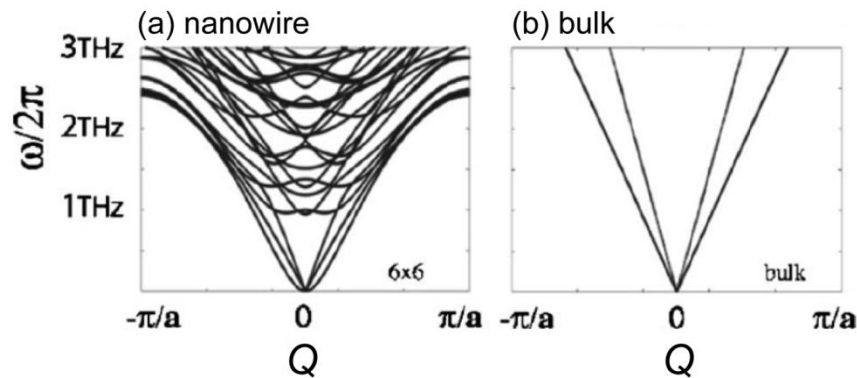 (a) nanowire
(b) bulk
3THz
2THz
1THz
ω/2π
6x6
-π/a
0
π/a
Q
bulk
-π/a
0
π/a
Q